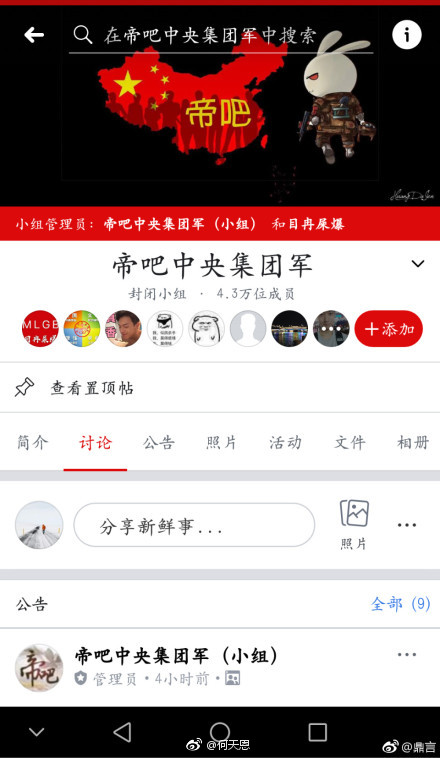 在帝吧中央集团军中搜索
帝吧
小组管理员：帝吧中央集团军（小组） 和目冉屎爆
帝吧中央集团军
封闭小组 · 4.3万位成员
MLGB
+添加
查看置顶帖
简介 讨论 公告 照片 活动 文件 相册
分享新鲜事...
照片
公告
全部 (9)
帝吧
帝吧中央集团军（小组）
管理员 · 4小时前 ·
@何天恩
@鼎言